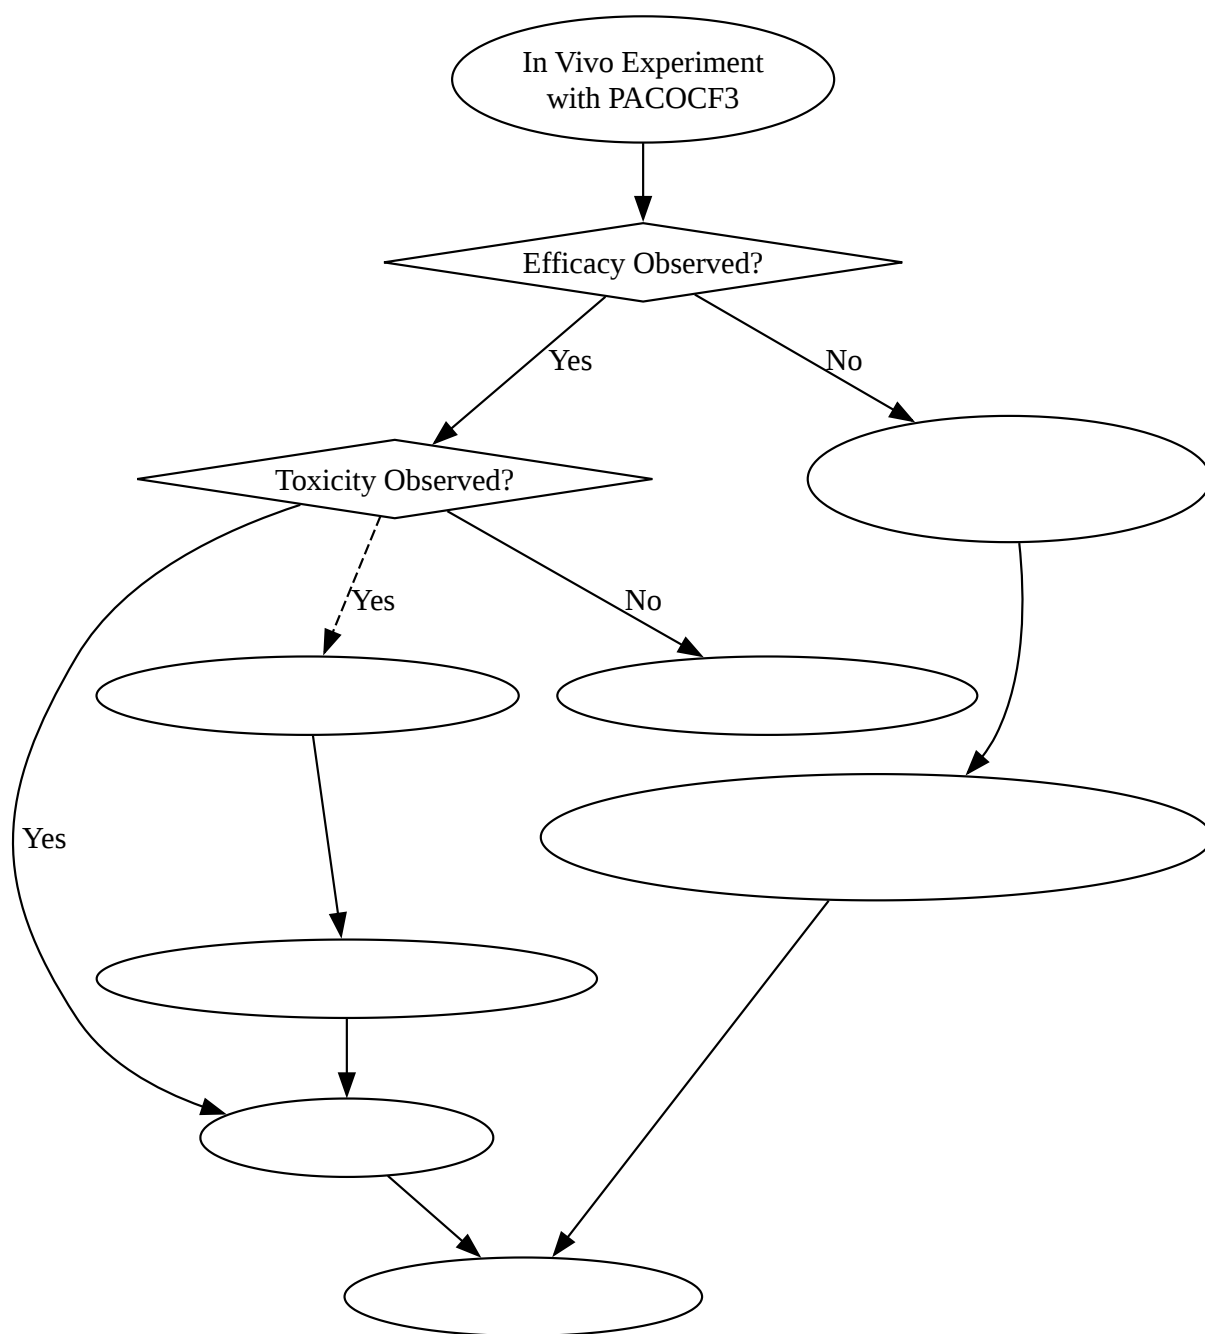 In Vivo Experiment
with PACOCF3
Efficacy Observed?
Yes
No
Toxicity Observed?
Yes
No
Yes